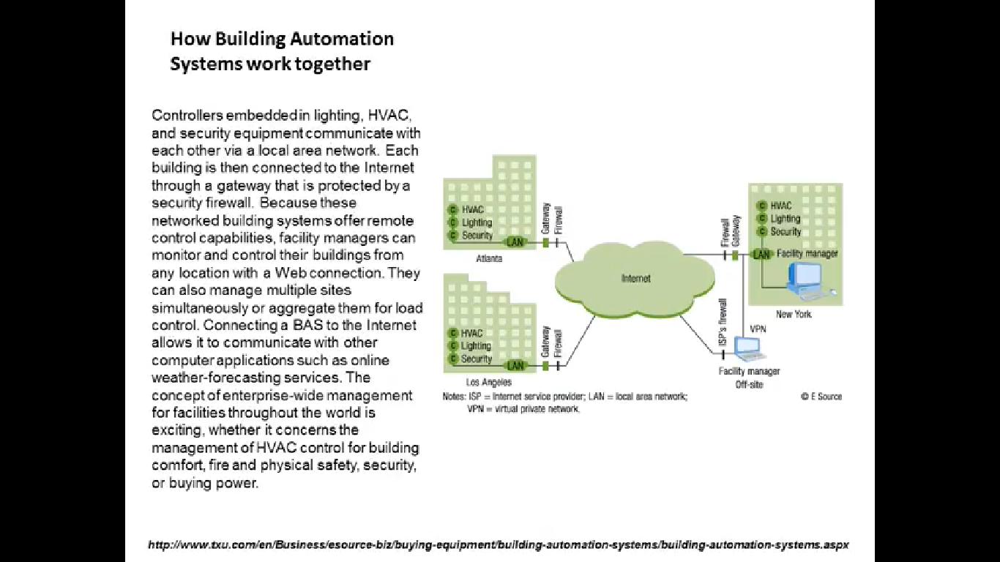 How Building Automation
Systems work together
Controllers embedded in lighting, HVAC,
and security equipment communicate with
each other via a local area network. Each
building is then connected to the Internet
through a gateway that is protected by a
security firewall. Because these
networked building systems offer remote
control capabilities, facility managers can
monitor and control their buildings from
any location with a Web connection. They
can also manage multiple sites
simultaneously or aggregate them for load
control. Connecting a BAS to the Internet
allows it to communicate with other
computer applications such as online
weather-forecasting services. The
concept of enterprise-wide management
for facilities throughout the world is
exciting, whether it concerns the
management of HVAC control for building
comfort, fire and physical safety, security,
or buying power.
C HVAC
C Lighting
C Security
LAN
Gateway
Firewall
Atlanta
C HVAC
C Lighting
C Security
LAN
Gateway
Firewall
Los Angeles
Internet
Firewall
Gateway
C HVAC
C Lighting
C Security
LAN Facility manager
New York
ISP's firewall
VPN
Facility manager
Off-site
Notes: ISP = Internet service provider; LAN = local area network;
VPN = virtual private network.
© E Source
http://www.txu.com/en/Business/esource-biz/buying-equipment/building-automation-systems/building-automation-systems.aspx